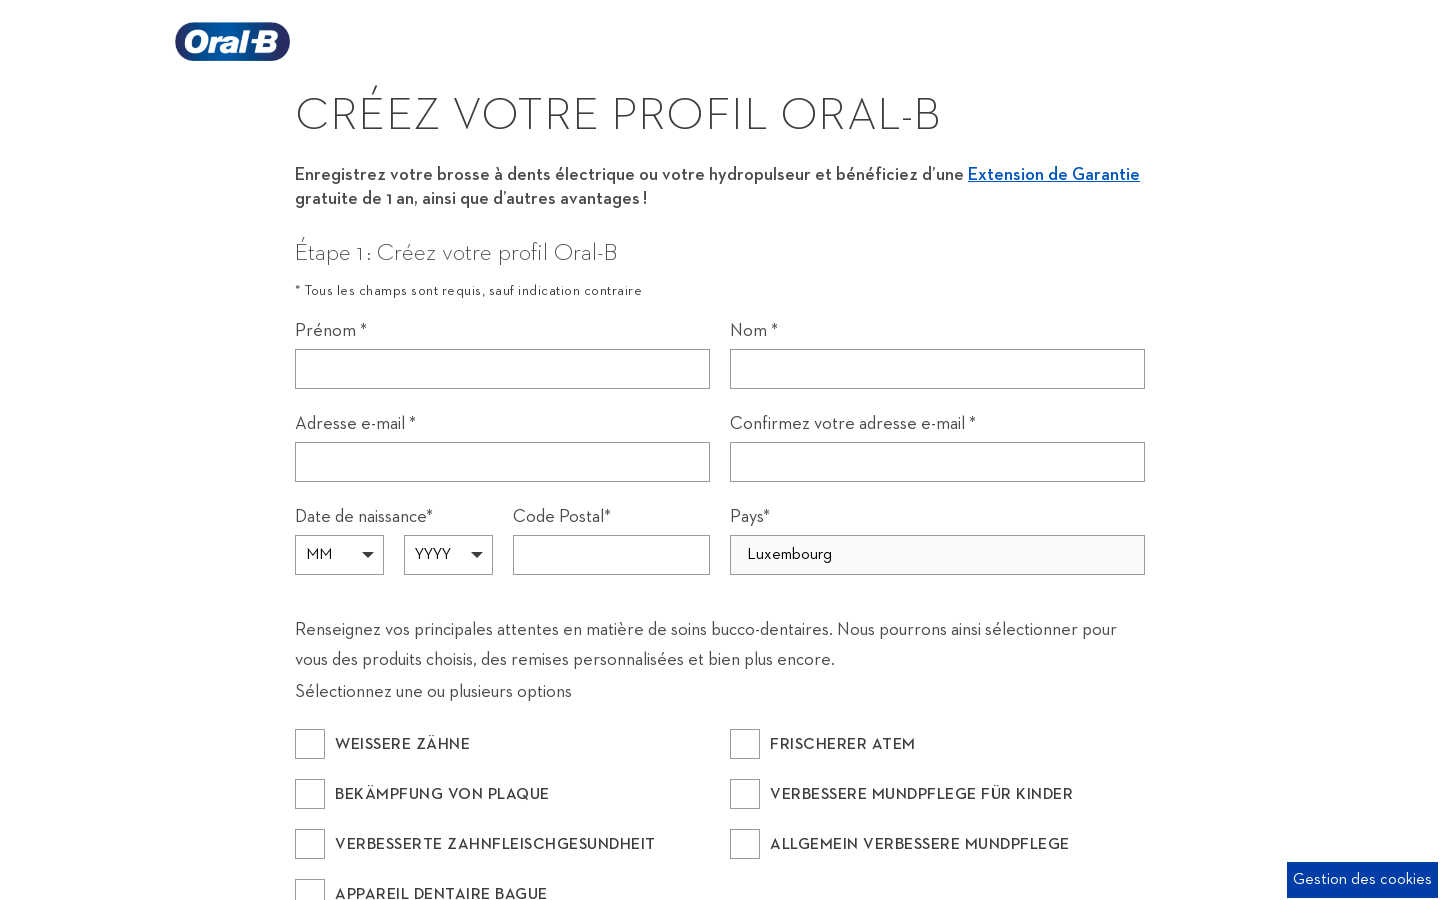 Oral-B
CRÉEZ VOTRE PROFIL ORAL-B
Enregistrez votre brosse à dents électrique ou votre hydropulseur et bénéficiez d'une Extension de Garantie
gratuite de 1 an, ainsi que d'autres avantages !
Étape 1 : Créez votre profil Oral-B
* Tous les champs sont requis, sauf indication contraire
Prénom * Nom *
Adresse e-mail * Confirmez votre adresse e-mail *
Date de naissance* Code Postal* Pays*
MM YYYY Luxembourg
Renseignez vos principales attentes en matière de soins bucco-dentaires. Nous pourrons ainsi sélectionner pour
vous des produits choisis, des remises personnalisées et bien plus encore.
Sélectionnez une ou plusieurs options
WEISSERE ZÄHNE FRISCHERER ATEM
BEKÄMPFUNG VON PLAQUE VERBESSERE MUNDPFLEGE FÜR KINDER
VERBESSERTE ZAHNFLEISCHGESUNDHEIT ALLGEMEIN VERBESSERE MUNDPFLEGE
APPAREIL DENTAIRE BAGUE
Gestion des cookies